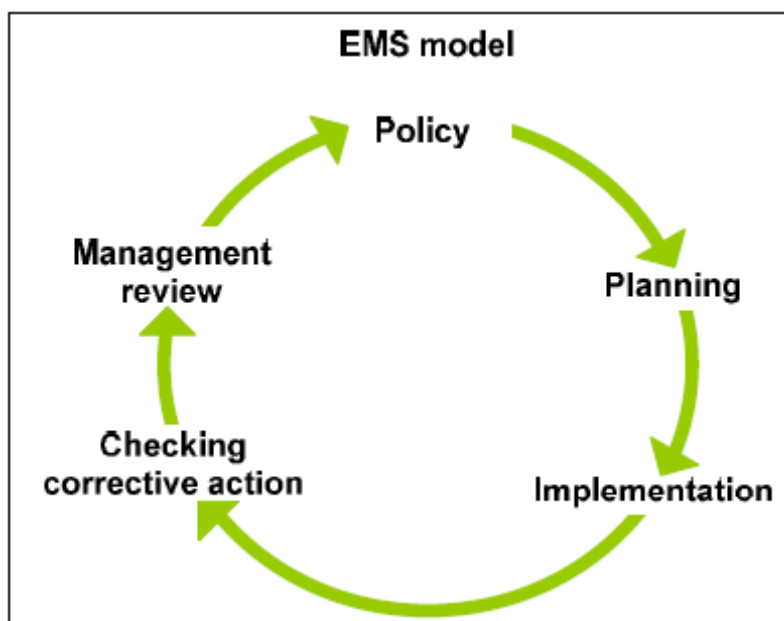 EMS model
Policy
Planning
Implementation
Checking
corrective action
Management
review